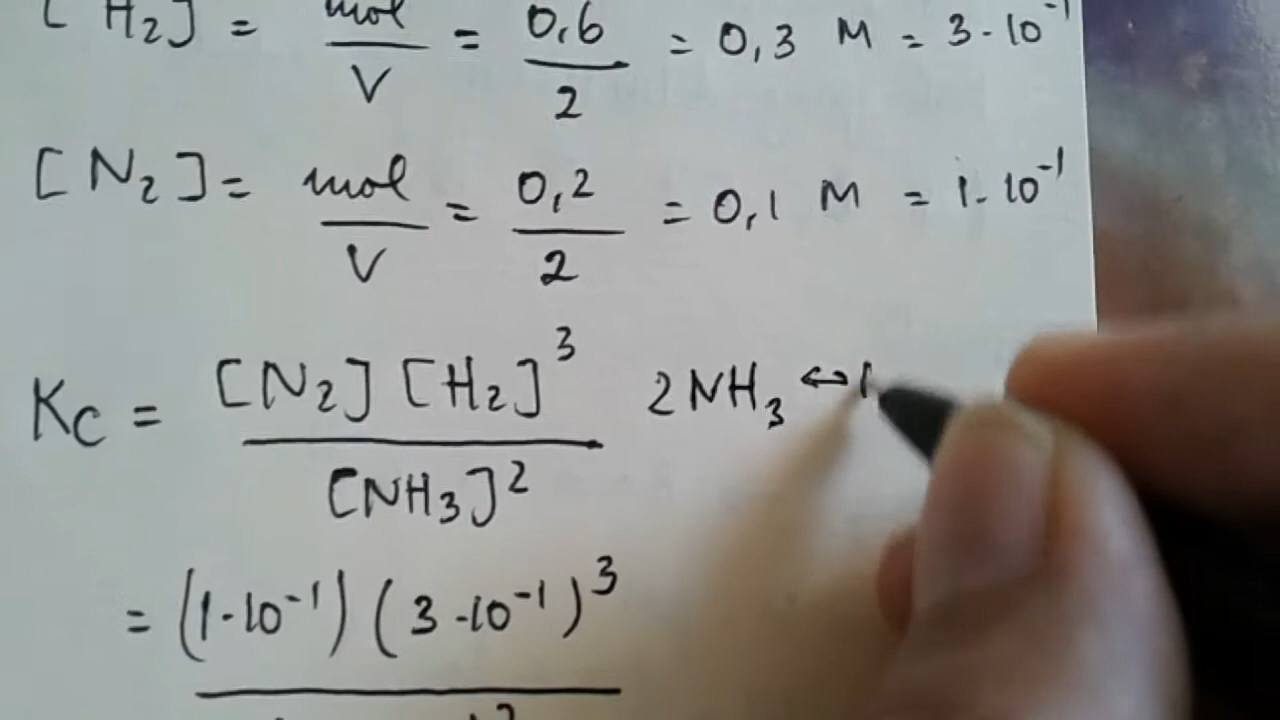 [H₂] = mol/V = 0,6/2 = 0,3 M = 3·10⁻¹
[N₂] = mol/V = 0,2/2 = 0,1 M = 1·10⁻¹
Kc = [N₂] [H₂]³ / [NH₃]² 2NH₃ ↔
= (1·10⁻¹) (3·10⁻¹)³